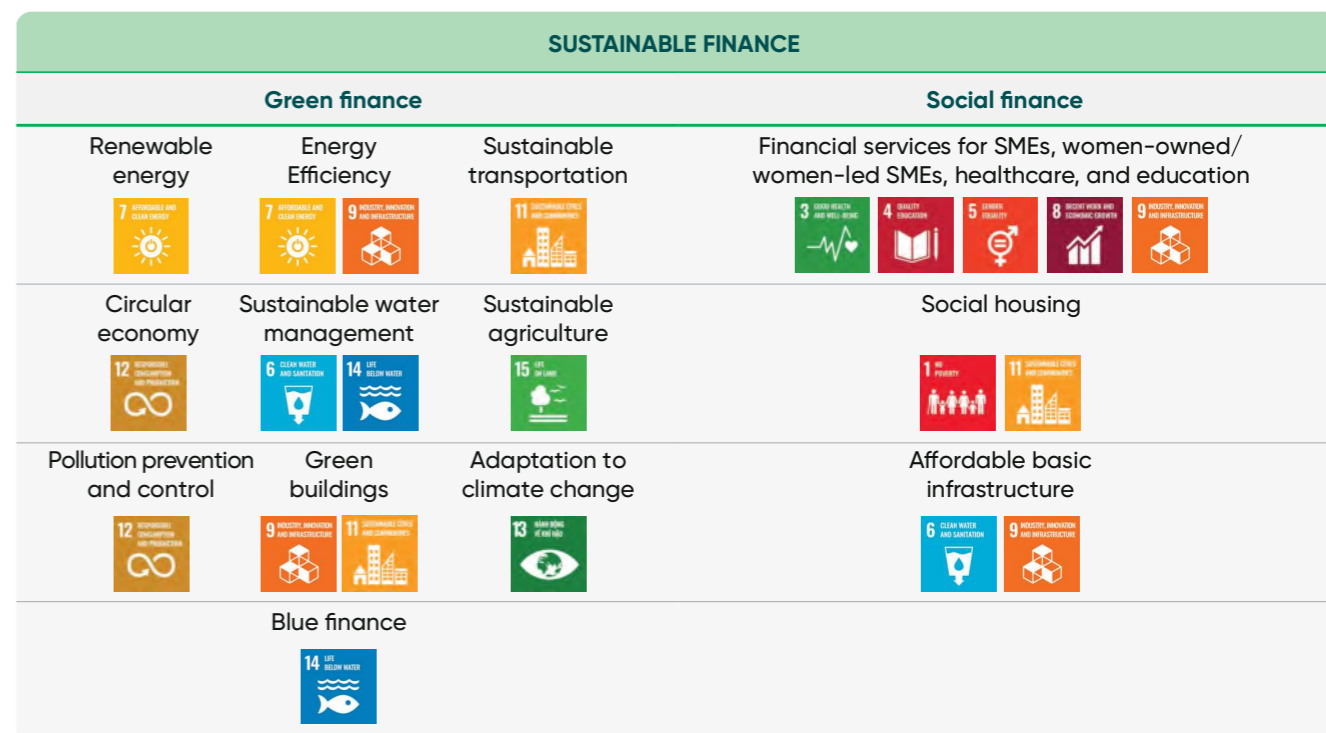 SUSTAINABLE FINANCE
Green finance
Social finance
Renewable
energy
7 AFFORDABLE AND
CLEAN ENERGY
Energy
Efficiency
7 AFFORDABLE AND
CLEAN ENERGY
9 INDUSTRY, INNOVATION
AND INFRASTRUCTURE
Sustainable
transportation
11 SUSTAINABLE CITIES
AND COMMUNITIES
Financial services for SMEs, women-owned/
women-led SMEs, healthcare, and education
3 GOOD HEALTH
AND WELL-BEING
4 QUALITY
EDUCATION
5 GENDER
EQUALITY
8 DECENT WORK AND
ECONOMIC GROWTH
9 INDUSTRY, INNOVATION
AND INFRASTRUCTURE
Circular
economy
12 RESPONSIBLE
CONSUMPTION
AND PRODUCTION
Sustainable water
management
6 CLEAN WATER
AND SANITATION
14 LIFE
BELOW WATER
Sustainable
agriculture
15 LIFE
ON LAND
Social housing
1 NO
POVERTY
11 SUSTAINABLE CITIES
AND COMMUNITIES
Pollution prevention
and control
12 RESPONSIBLE
CONSUMPTION
AND PRODUCTION
Green
buildings
9 INDUSTRY, INNOVATION
AND INFRASTRUCTURE
11 SUSTAINABLE CITIES
AND COMMUNITIES
Adaptation to
climate change
13 HÀNH ĐỘNG
VỀ KHÍ HẬU
Affordable basic
infrastructure
6 CLEAN WATER
AND SANITATION
9 INDUSTRY, INNOVATION
AND INFRASTRUCTURE
Blue finance
14 LIFE
BELOW WATER